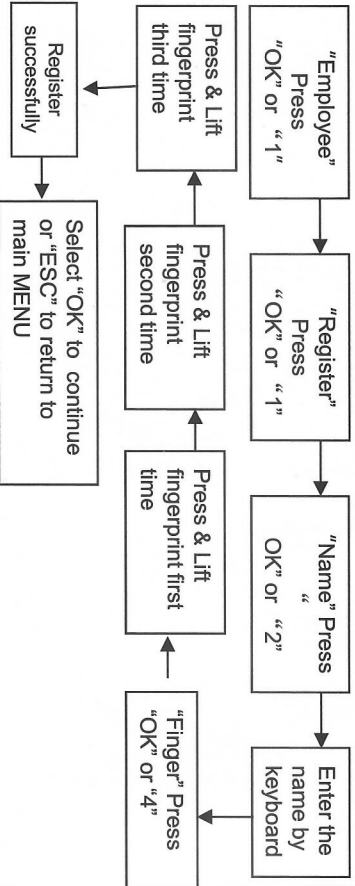 "Employee"
Press
"OK" or "1"
"Register"
Press
"OK" or "1"
"Name" Press
"
OK" or "2"
Enter the
name by
keyboard
"Finger" Press
"OK" or "4"
Press & Lift
fingerprint first
time
Press & Lift
fingerprint
second time
Press & Lift
fingerprint
third time
Register
successfully
Select "OK" to continue
or "ESC" to return to
main MENU